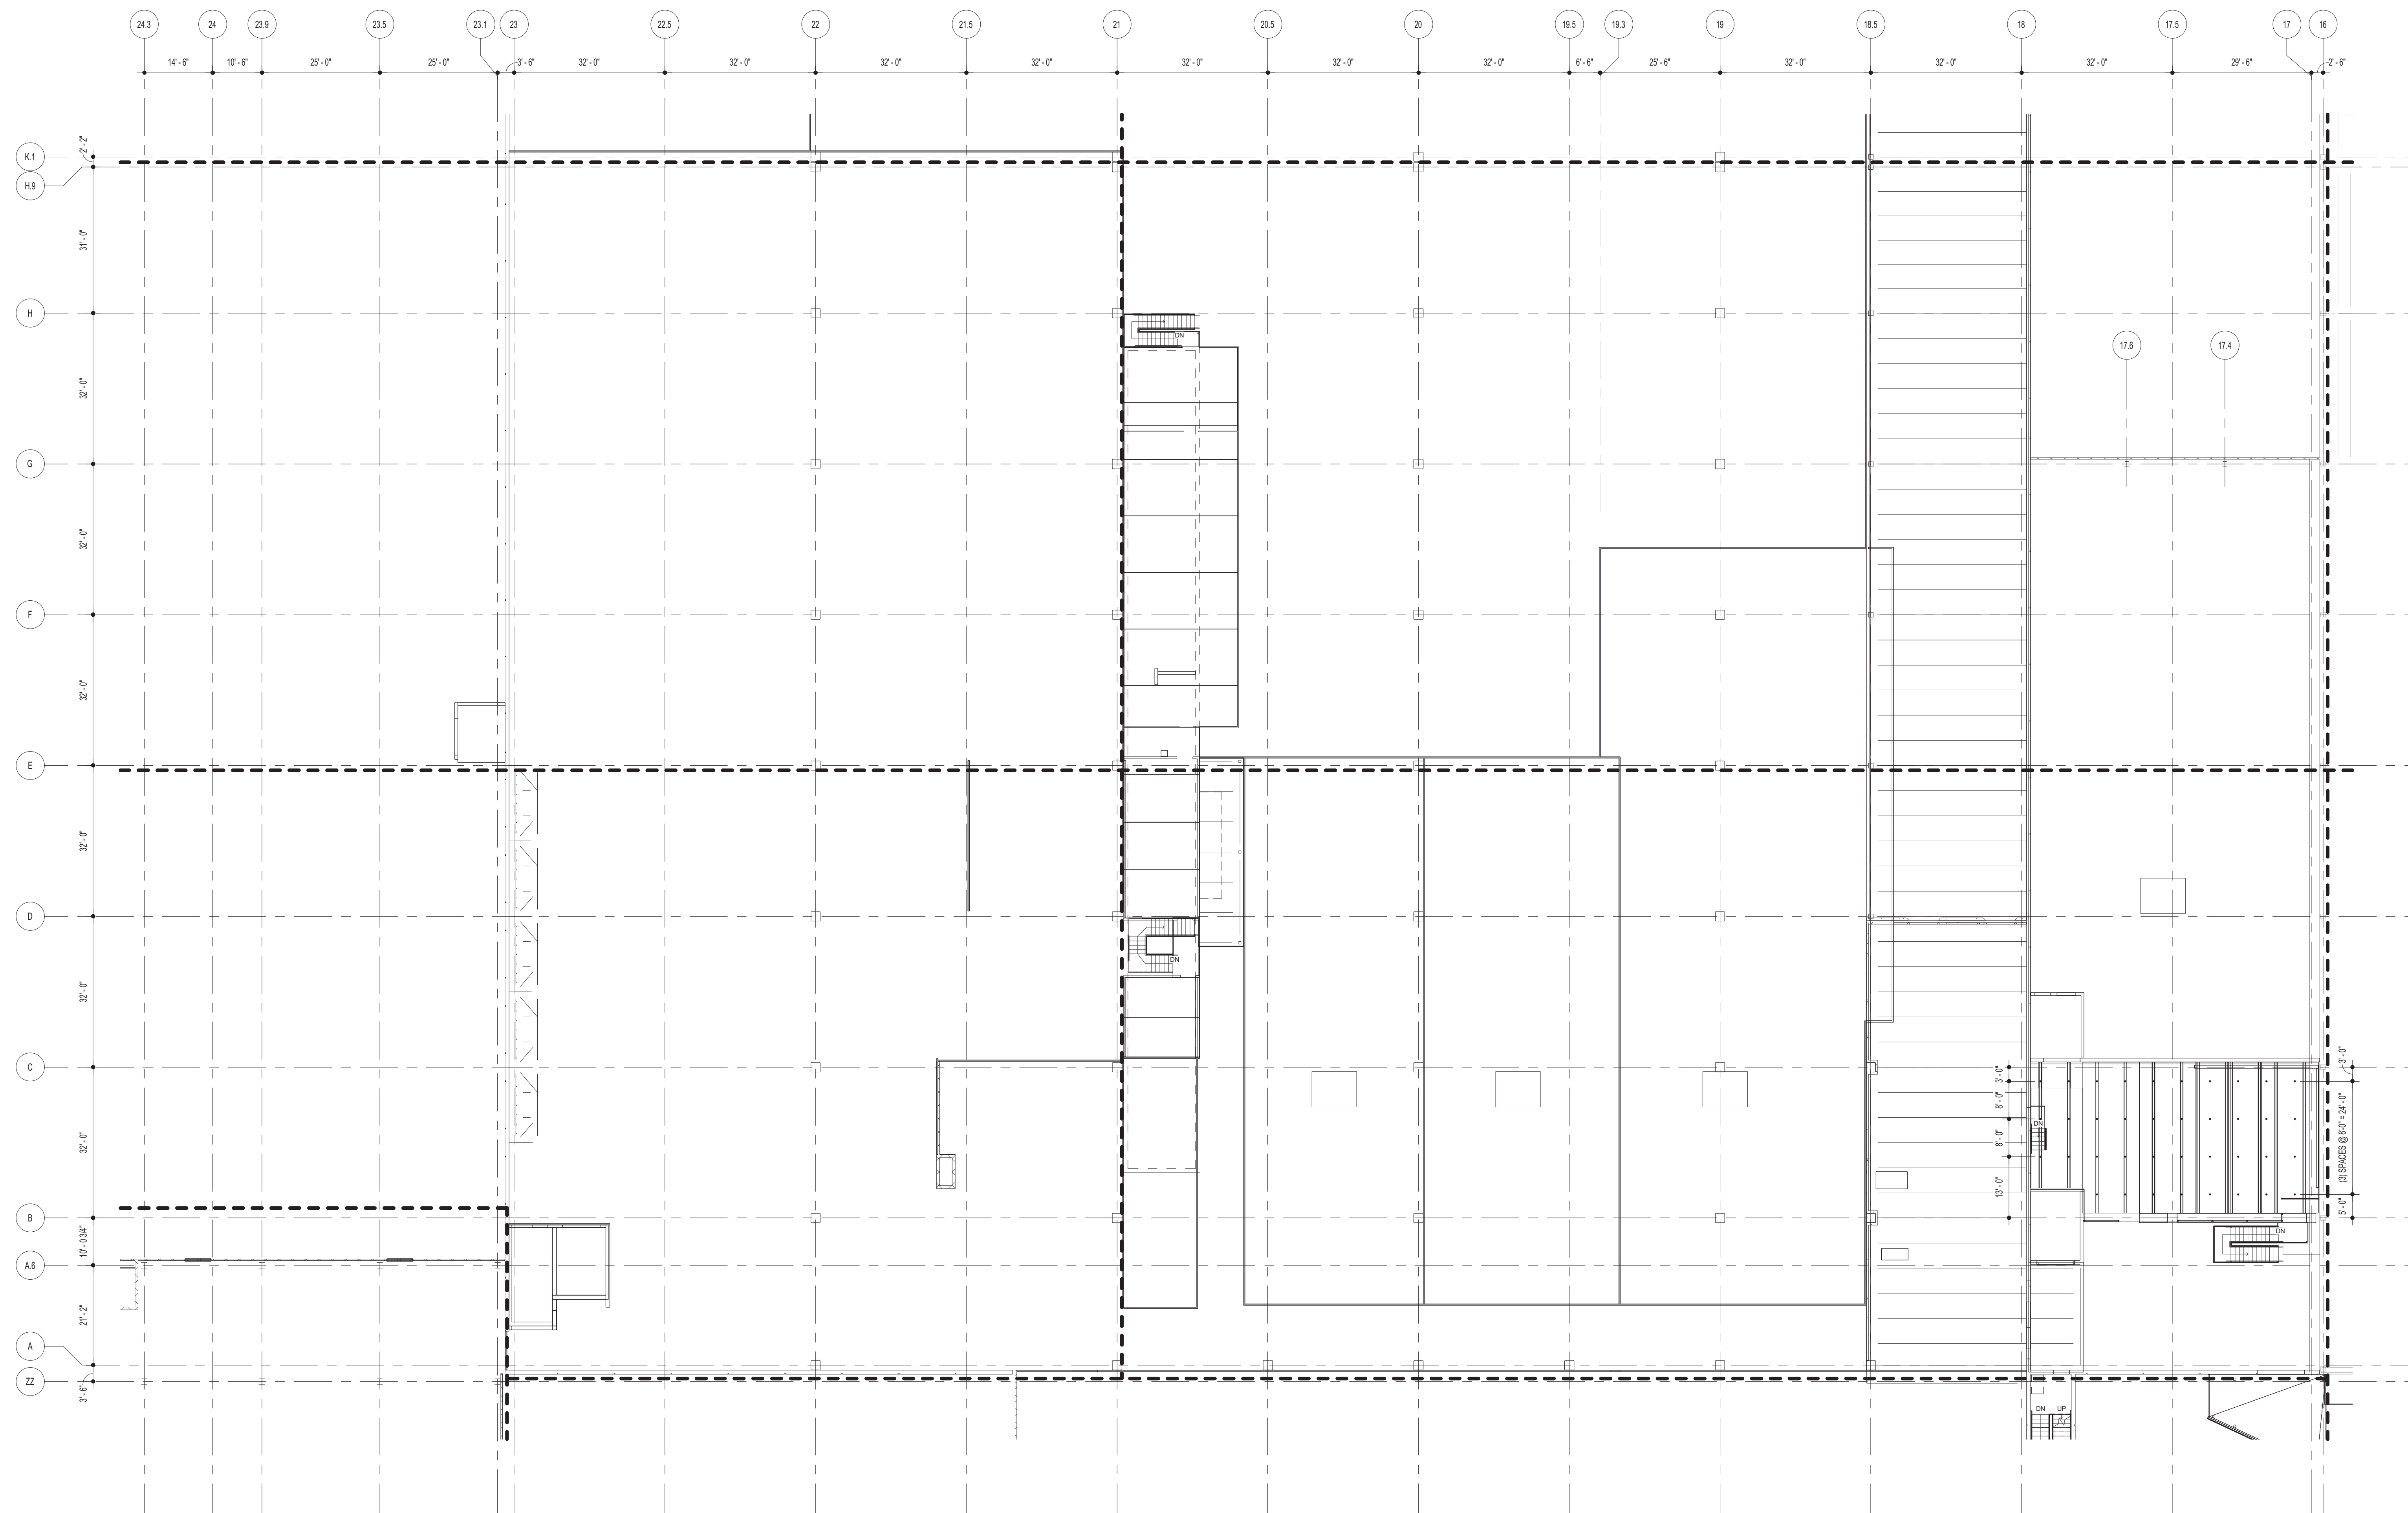 24.3 24 23.9 23.5 23.1 23 22.5 22 21.5 21 20.5 20 19.5 19.3 19 18.5 18 17.5 17 16
14' - 6" 10' - 6" 25' - 0" 25' - 0" 3' - 6" 32' - 0" 32' - 0" 32' - 0" 32' - 0" 32' - 0" 32' - 0" 32' - 0" 6' - 6" 25' - 6" 32' - 0" 32' - 0" 32' - 0" 29' - 6" 2' - 6"
K.1
2' - 2"
H.9
31' - 0"
H
DN
17.6 17.4
32' - 0"
G
32' - 0"
F
32' - 0"
E
32' - 0"
D
DN
32' - 0"
C
3' - 0"
3' - 0"
8' - 0"
DN
8' - 0"
(3) SPACES @ 8'-0" = 24' - 0"
32' - 0"
13' - 0"
5' - 0"
B
DN
10' - 0 3/4"
A.6
21' - 2"
A
ZZ
3' - 6"
DN UP